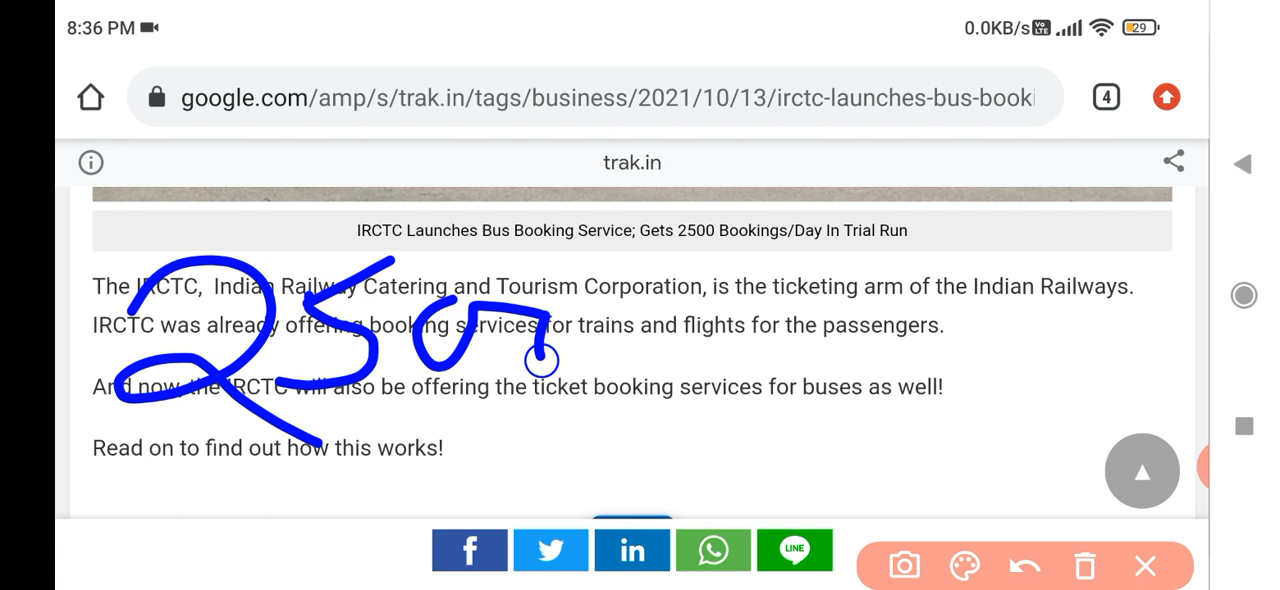 8:36 PM 0.0KB/s Vo LTE 29
google.com/amp/s/trak.in/tags/business/2021/10/13/irctc-launches-bus-booki 4
trak.in
IRCTC Launches Bus Booking Service; Gets 2500 Bookings/Day In Trial Run
The IRCTC, Indian Railway Catering and Tourism Corporation, is the ticketing arm of the Indian Railways.
IRCTC was already offering booking services for trains and flights for the passengers.
250
And now, the IRCTC will also be offering the ticket booking services for buses as well!
Read on to find out how this works!
f in LINE